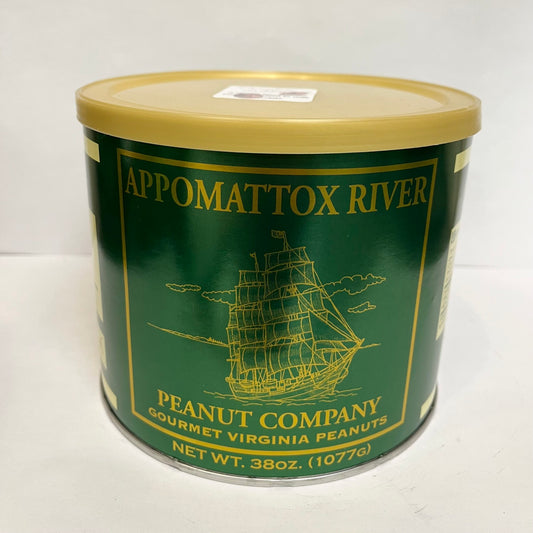 APPOMATTOX RIVER
PEANUT COMPANY
GOURMET VIRGINIA PEANUTS
NET WT. 38OZ. (1077G)